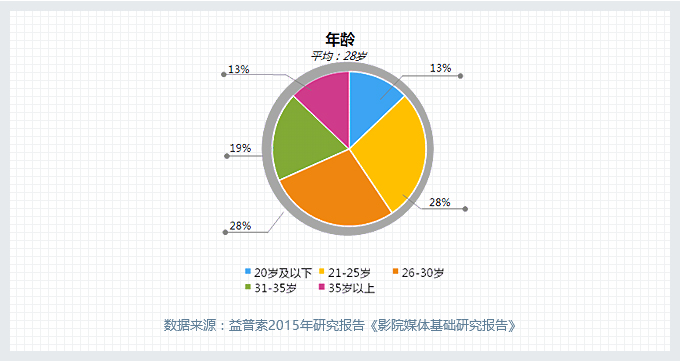 年龄
平均：28岁
13%
13%
19%
28%
28%
20岁及以下 21-25岁 26-30岁
31-35岁 35岁以上
数据来源：益普索2015年研究报告《影院媒体基础研究报告》